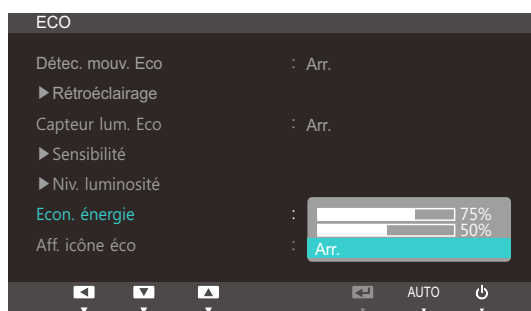 ECO
Détec. mouv. Eco : Arr.
▶Rétroéclairage
Capteur lum. Eco : Arr.
▶Sensibilité
▶Niv. luminosité
Econ. énergie : 75%
50%
Aff. icône éco : Arr.
AUTO